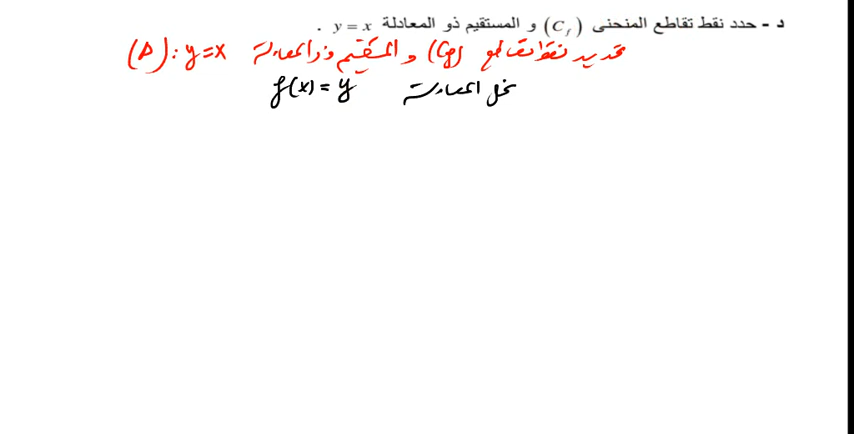 د - حدد نقط تقاطع المنحنى (C_f) و المستقيم ذو المعادلة y = x .
تحديد نقط تقاطع (Cf) و المستقيم ذو المعادلة (Δ): y=x
نحل المعادلة f(x) = y